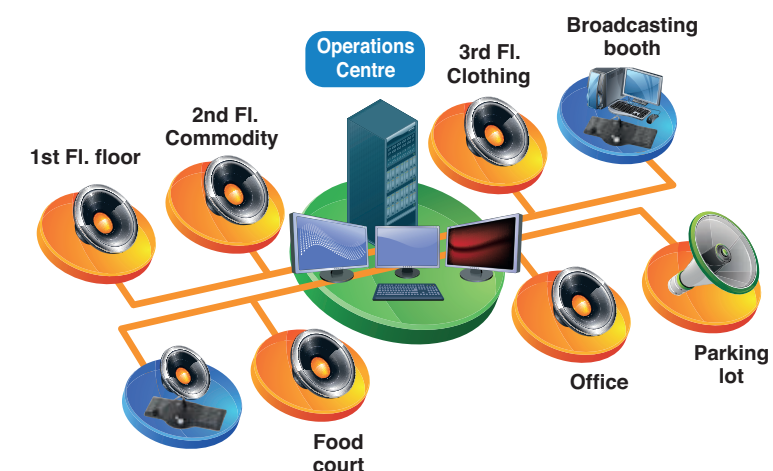 Broadcasting
booth
Operations
Centre
3rd Fl.
Clothing
2nd Fl.
Commodity
1st Fl. floor
Parking
lot
Office
Food
court